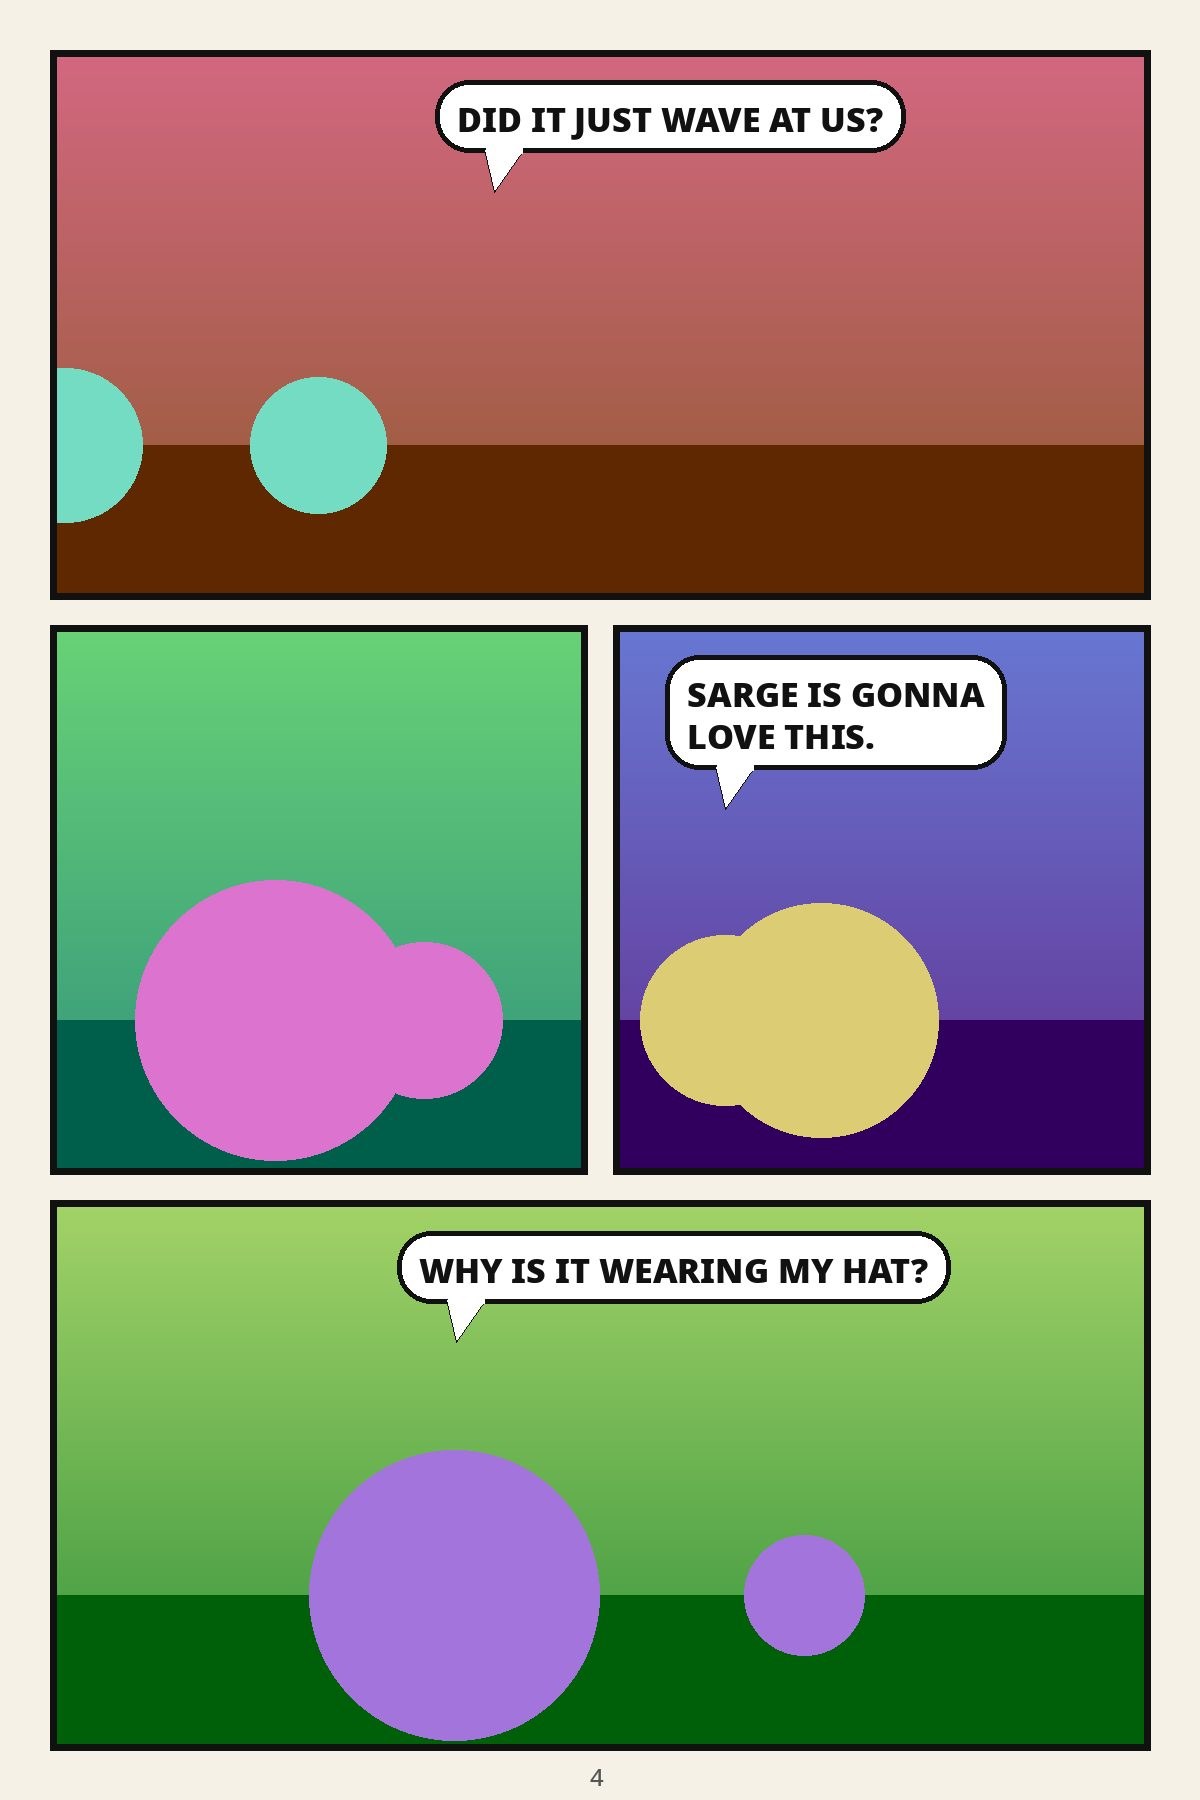 DID IT JUST WAVE AT US?
SARGE IS GONNA
LOVE THIS.
WHY IS IT WEARING MY HAT?
4